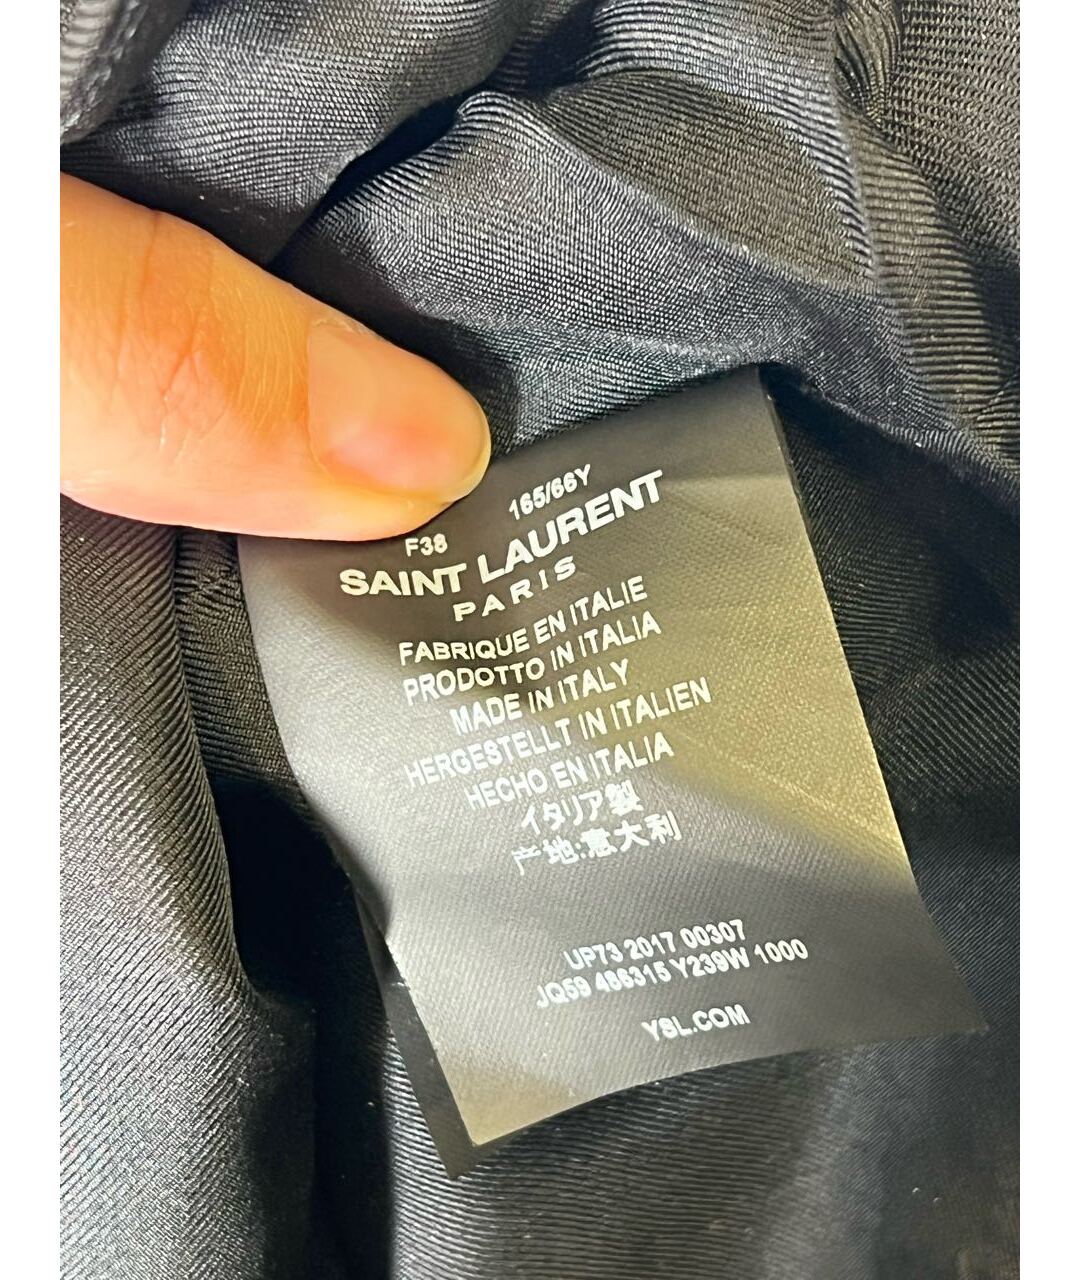 165/66Y
F38
SAINT LAURENT
PARIS
FABRIQUE EN ITALIE
PRODOTTO IN ITALIA
MADE IN ITALY
HERGESTELLT IN ITALIEN
HECHO EN ITALIA
イタリア製
产地:意大利
UP73 2017 00307
JQ59 486315 Y239W 1000
YSL.COM